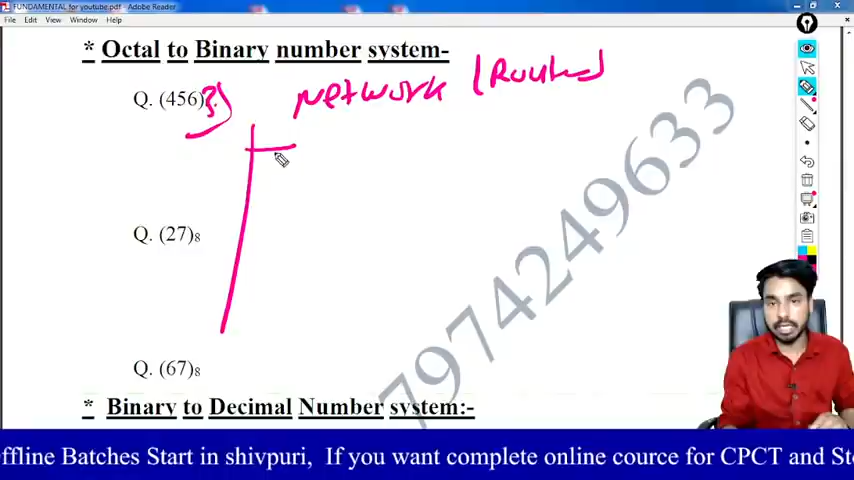 FUNDAMENTAL for youtube.pdf - Adobe Reader
File Edit View Window Help
* Octal to Binary number system-
Q. (456)
3)
Network (Router)
Q. (27)8
Q. (67)8
* Binary to Decimal Number system:-
7974249633
ffline Batches Start in shivpuri, If you want complete online cource for CPCT and Ste